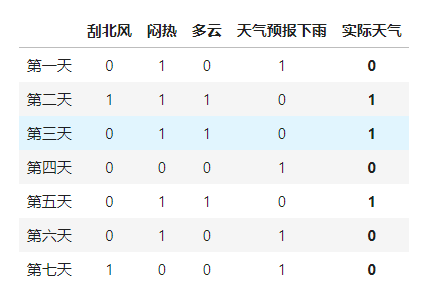 刮北风 闷热 多云 天气预报下雨 实际天气
第一天 0 1 0 1 0
第二天 1 1 1 0 1
第三天 0 1 1 0 1
第四天 0 0 0 1 0
第五天 0 1 1 0 1
第六天 0 1 0 1 0
第七天 1 0 0 1 0